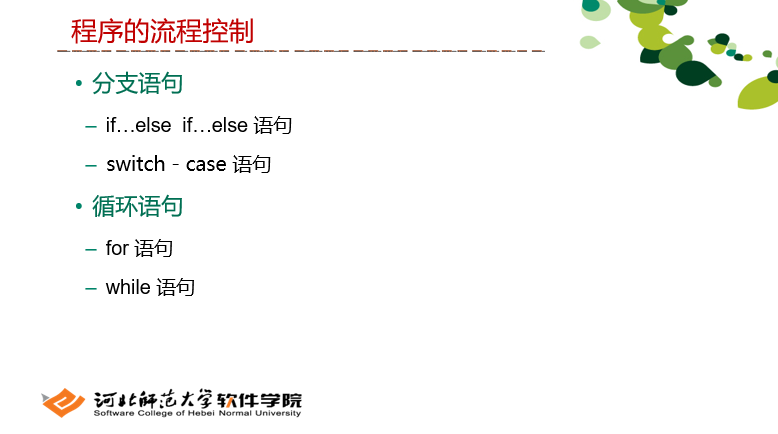 程序的流程控制
• 分支语句
– if…else if…else 语句
– switch - case 语句
• 循环语句
– for 语句
– while 语句
河北师范大学软件学院
Software College of Hebei Normal University